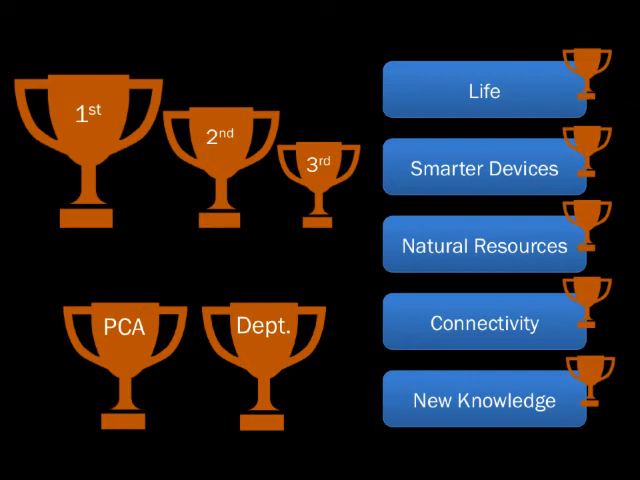 1st
2nd
3rd
PCA
Dept.
Life
Smarter Devices
Natural Resources
Connectivity
New Knowledge